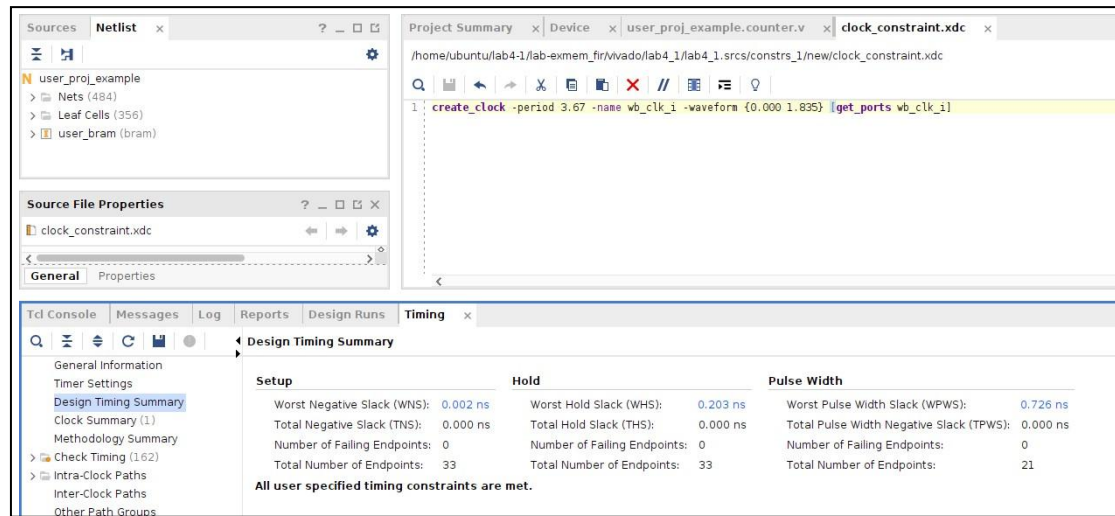 Sources Netlist
user_proj_example
Nets (484)
Leaf Cells (356)
user_bram (bram)
Source File Properties
clock_constraint.xdc
General Properties
Project Summary Device user_proj_example.counter.v clock_constraint.xdc
/home/ubuntu/lab4-1/lab-exmem_fir/vivado/lab4_1/lab4_1.srcs/constrs_1/new/clock_constraint.xdc
1 create_clock -period 3.67 -name wb_clk_i -waveform {0.000 1.835} [get_ports wb_clk_i]
Tcl Console Messages Log Reports Design Runs Timing
General Information
Timer Settings
Design Timing Summary
Clock Summary (1)
Methodology Summary
Check Timing (162)
Intra-Clock Paths
Inter-Clock Paths
Other Path Groups
Design Timing Summary
Setup Hold Pulse Width
Worst Negative Slack (WNS): 0.002 ns Worst Hold Slack (WHS): 0.203 ns Worst Pulse Width Slack (WPWS): 0.726 ns
Total Negative Slack (TNS): 0.000 ns Total Hold Slack (THS): 0.000 ns Total Pulse Width Negative Slack (TPWS): 0.000 ns
Number of Failing Endpoints: 0 Number of Failing Endpoints: 0 Number of Failing Endpoints: 0
Total Number of Endpoints: 33 Total Number of Endpoints: 33 Total Number of Endpoints: 21
All user specified timing constraints are met.